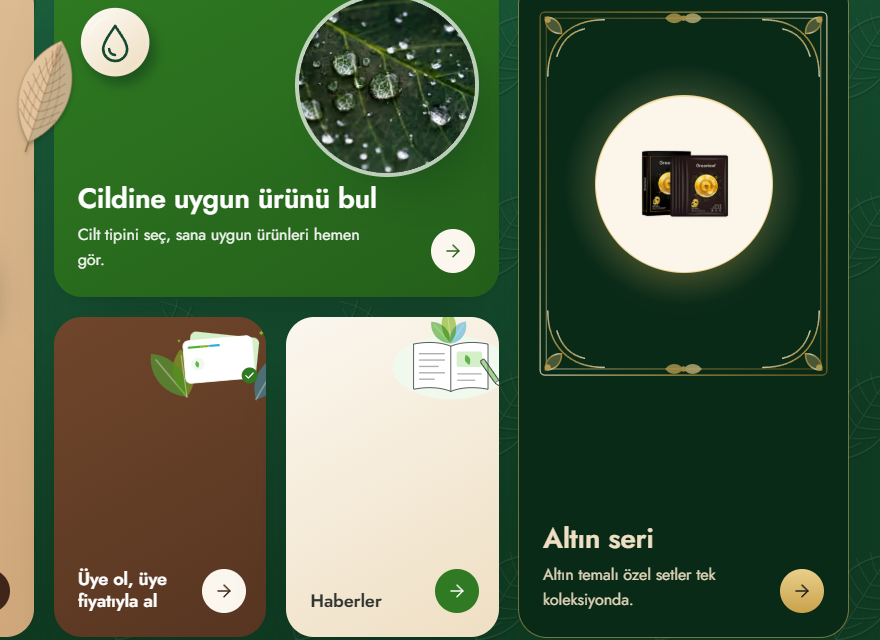 Cildine uygun ürünü bul
Cilt tipini seç, sana uygun ürünleri hemen
gör.
Üye ol, üye
fiyatıyla al
Haberler
Altın seri
Altın temalı özel setler tek
koleksiyonda.